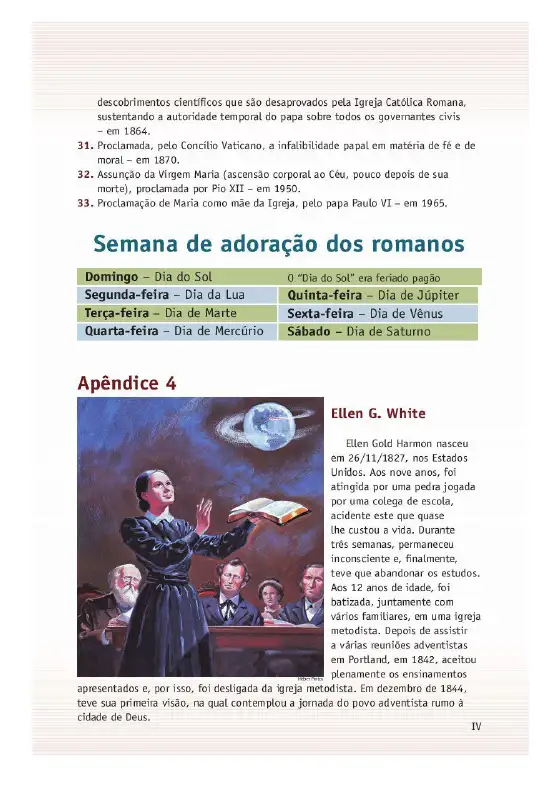 descobrimentos científicos que são desaprovados pela Igreja Católica Romana,
sustentando a autoridade temporal do papa sobre todos os governantes civis
– em 1864.
31. Proclamada, pelo Concílio Vaticano, a infalibilidade papal em matéria de fé e de
moral – em 1870.
32. Assunção da Virgem Maria (ascensão corporal ao Céu, pouco depois de sua
morte), proclamada por Pio XII – em 1950.
33. Proclamação de Maria como mãe da Igreja, pelo papa Paulo VI – em 1965.
Semana de adoração dos romanos
Domingo – Dia do Sol
O “Dia do Sol” era feriado pagão
Segunda-feira – Dia da Lua
Quinta-feira – Dia de Júpiter
Terça-feira – Dia de Marte
Sexta-feira – Dia de Vênus
Quarta-feira – Dia de Mercúrio
Sábado – Dia de Saturno
Apêndice 4
Ellen G. White
Ellen Gold Harmon nasceu
em 26/11/1827, nos Estados
Unidos. Aos nove anos, foi
atingida por uma pedra jogada
por uma colega de escola,
acidente este que quase
lhe custou a vida. Durante
três semanas, permaneceu
inconsciente e, finalmente,
teve que abandonar os estudos.
Aos 12 anos de idade, foi
batizada, juntamente com
vários familiares, em uma igreja
metodista. Depois de assistir
a várias reuniões adventistas
em Portland, em 1842, aceitou
plenamente os ensinamentos
apresentados e, por isso, foi desligada da igreja metodista. Em dezembro de 1844,
teve sua primeira visão, na qual contemplou a jornada do povo adventista rumo à
cidade de Deus.
IV